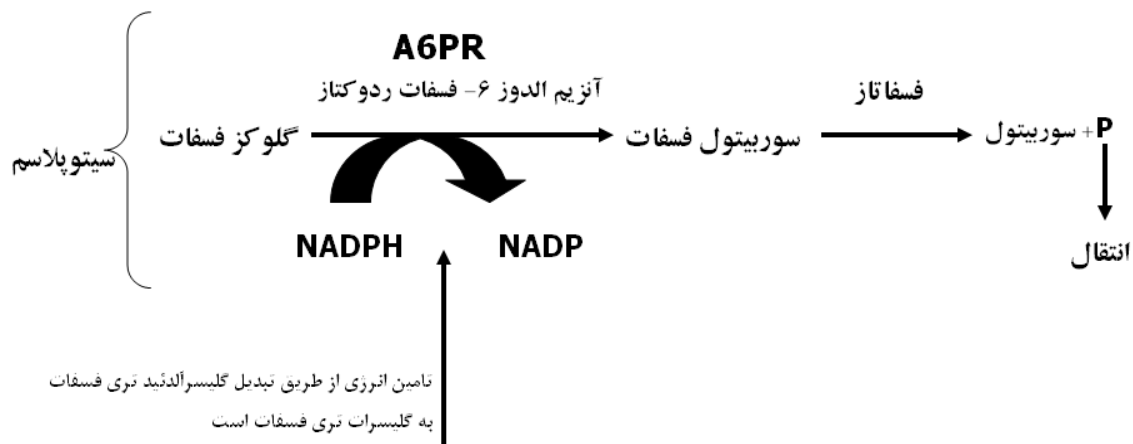 A6PR
آنزیم الدوز ۶- فسفات ردوکتاز
فسفاتاز
سیتوپلاسم
گلوکز فسفات
سوربیتول فسفات
سوربیتول +P
NADPH
NADP
انتقال
تامین انرژی از طریق تبدیل گلیسرآلدئید تری فسفات
به گلیسرات تری فسفات است